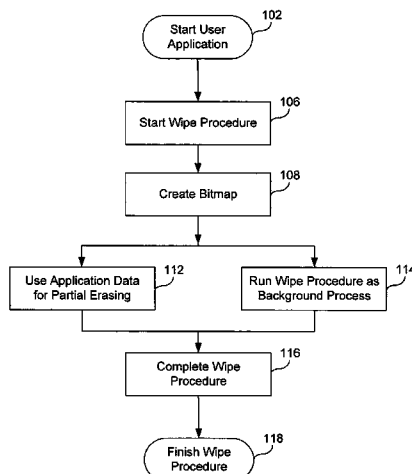 102
Start User
Application
106
Start Wipe Procedure
108
Create Bitmap
112
Use Application Data
for Partial Erasing
114
Run Wipe Procedure as
Background Process
116
Complete Wipe
Procedure
118
Finish Wipe
Procedure